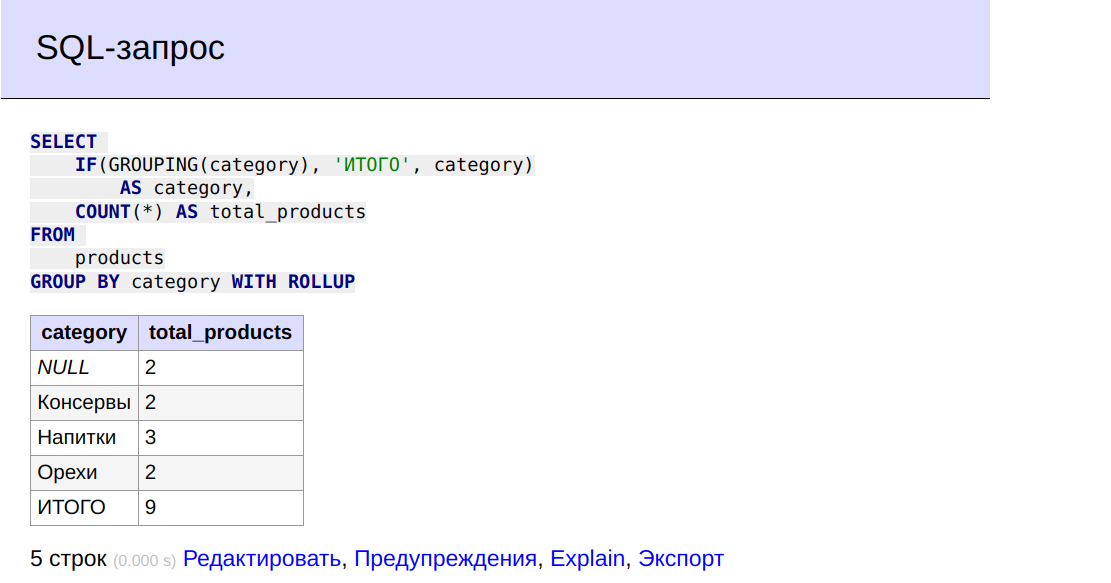 SQL-запрос
SELECT
IF(GROUPING(category), 'ИТОГО', category)
AS category,
COUNT(*) AS total_products
FROM
products
GROUP BY category WITH ROLLUP
category total_products
NULL 2
Консервы 2
Напитки 3
Орехи 2
ИТОГО 9
5 строк (0.000 s) Редактировать, Предупреждения, Explain, Экспорт